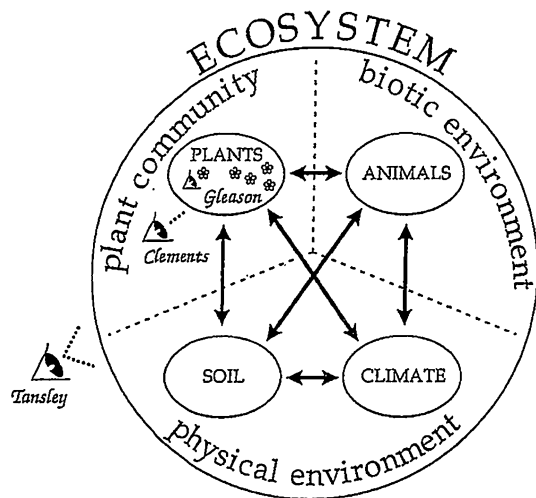 ECOSYSTEM
plant community
biotic environment
PLANTS
Gleason
ANIMALS
Clements
Tansley
SOIL
CLIMATE
physical environment